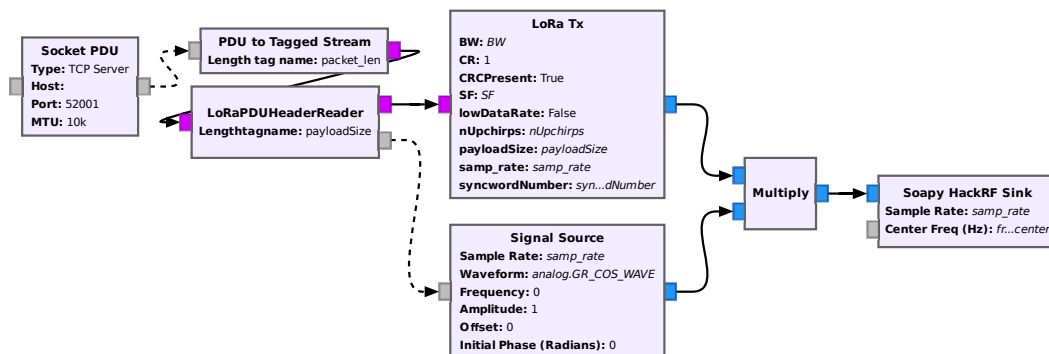 Socket PDU
Type: TCP Server
Host:
Port: 52001
MTU: 10k
PDU to Tagged Stream
Length tag name: packet_len
LoRaPDUHeaderReader
Lengthtagname: payloadSize
LoRa Tx
BW: BW
CR: 1
CRCPresent: True
SF: SF
lowDataRate: False
nUpchirps: nUpchirps
payloadSize: payloadSize
samp_rate: samp_rate
syncwordNumber: syn...dNumber
Signal Source
Sample Rate: samp_rate
Waveform: analog.GR_COS_WAVE
Frequency: 0
Amplitude: 1
Offset: 0
Initial Phase (Radians): 0
Multiply
Soapy HackRF Sink
Sample Rate: samp_rate
Center Freq (Hz): fr...center